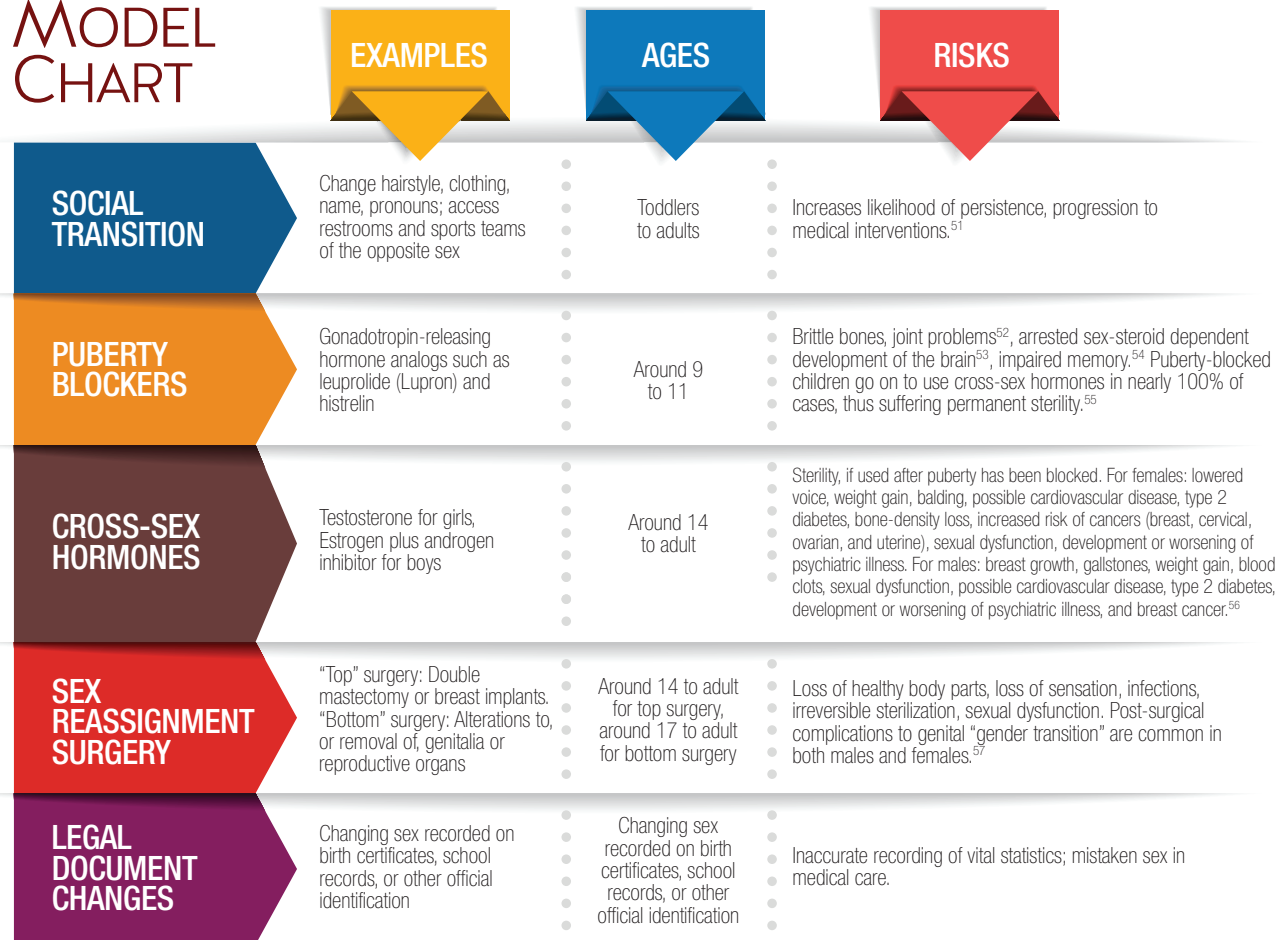 MODEL
CHART
EXAMPLES
AGES
RISKS
SOCIAL
TRANSITION
Change hairstyle, clothing,
name, pronouns; access
restrooms and sports teams
of the opposite sex
Toddlers
to adults
Increases likelihood of persistence, progression to
medical interventions.51
PUBERTY
BLOCKERS
Gonadotropin-releasing
hormone analogs such as
leuprolide (Lupron) and
histrelin
Around 9
to 11
Brittle bones, joint problems52, arrested sex-steroid dependent
development of the brain53, impaired memory.54 Puberty-blocked
children go on to use cross-sex hormones in nearly 100% of
cases, thus suffering permanent sterility.55
CROSS-SEX
HORMONES
Testosterone for girls,
Estrogen plus androgen
inhibitor for boys
Around 14
to adult
Sterility, if used after puberty has been blocked. For females: lowered
voice, weight gain, balding, possible cardiovascular disease, type 2
diabetes, bone-density loss, increased risk of cancers (breast, cervical,
ovarian, and uterine), sexual dysfunction, development or worsening of
psychiatric illness. For males: breast growth, gallstones, weight gain, blood
clots, sexual dysfunction, possible cardiovascular disease, type 2 diabetes,
development or worsening of psychiatric illness, and breast cancer.56
SEX
REASSIGNMENT
SURGERY
“Top” surgery: Double
mastectomy or breast implants.
“Bottom” surgery: Alterations to,
or removal of, genitalia or
reproductive organs
Around 14 to adult
for top surgery,
around 17 to adult
for bottom surgery
Loss of healthy body parts, loss of sensation, infections,
irreversible sterilization, sexual dysfunction. Post-surgical
complications to genital “gender transition” are common in
both males and females.57
LEGAL
DOCUMENT
CHANGES
Changing sex recorded on
birth certificates, school
records, or other official
identification
Changing sex
recorded on birth
certificates, school
records, or other
official identification
Inaccurate recording of vital statistics; mistaken sex in
medical care.